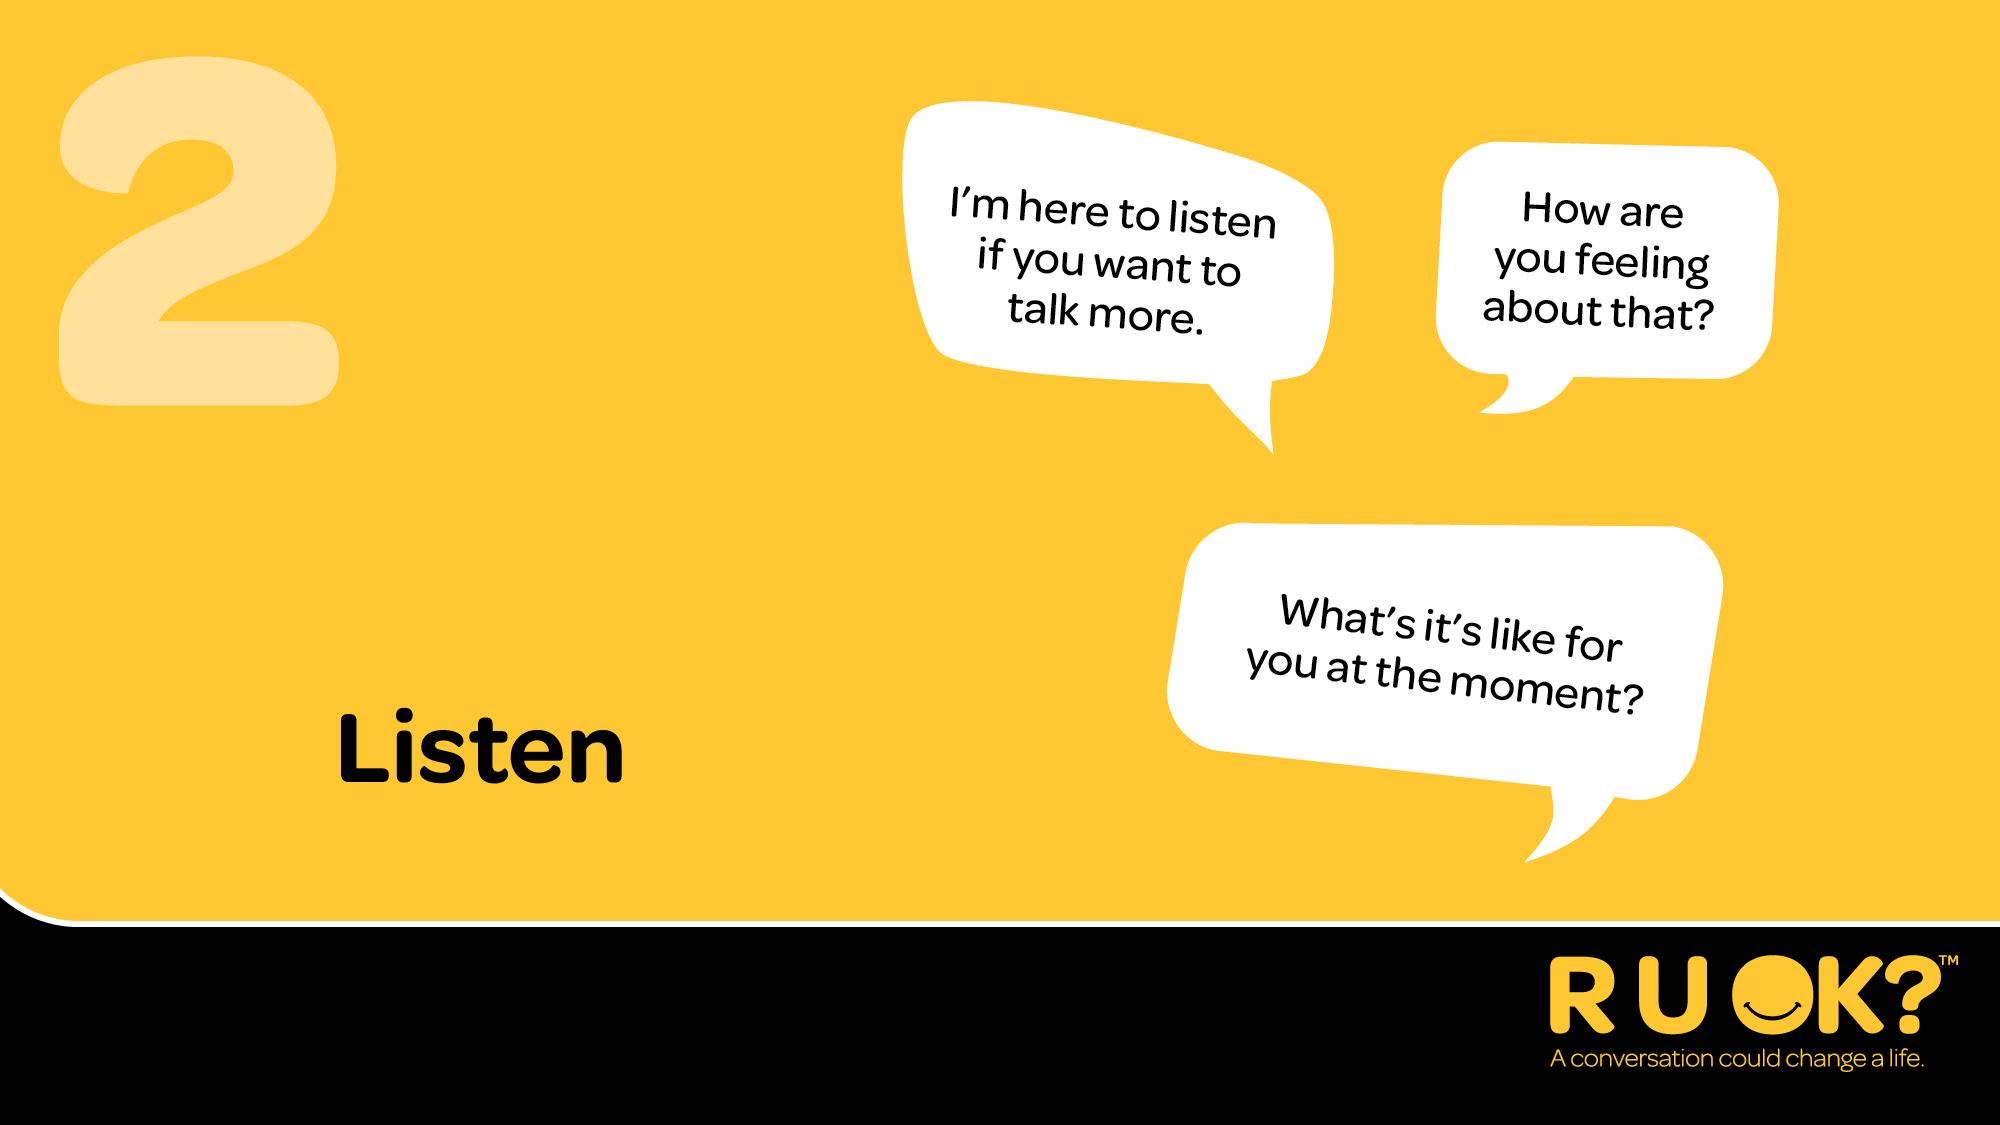 2
I'm here to listen
if you want to
talk more.
How are
you feeling
about that?
What's it's like for
you at the moment?
Listen
R U OK?™
A conversation could change a life.